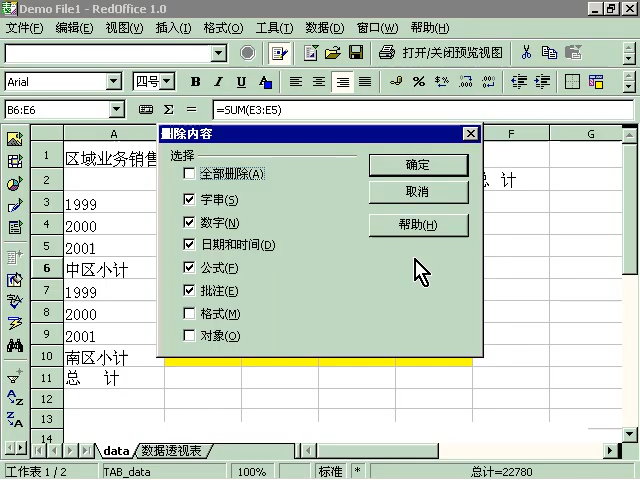 Demo File1 - RedOffice 1.0
文件(F) 编辑(E) 视图(V) 插入(I) 格式(O) 工具(T) 数据(D) 窗口(W) 帮助(H)
打开/关闭预览视图
Arial 四号 B I U A
B6:E6 Σ = =SUM(E3:E5)
A F G
1 区域业务销售
2 总 计
3 1999
4 2000
5 2001
6 中区小计
7 1999
8 2000
9 2001
10 南区小计
11 总 计
12
13
14
删除内容
选择
全部删除(A)
字串(S)
数字(N)
日期和时间(D)
公式(F)
批注(E)
格式(M)
对象(O)
确定
取消
帮助(H)
data 数据透视表
工作表 1 / 2 TAB_data 100% 标准 * 总计=22780